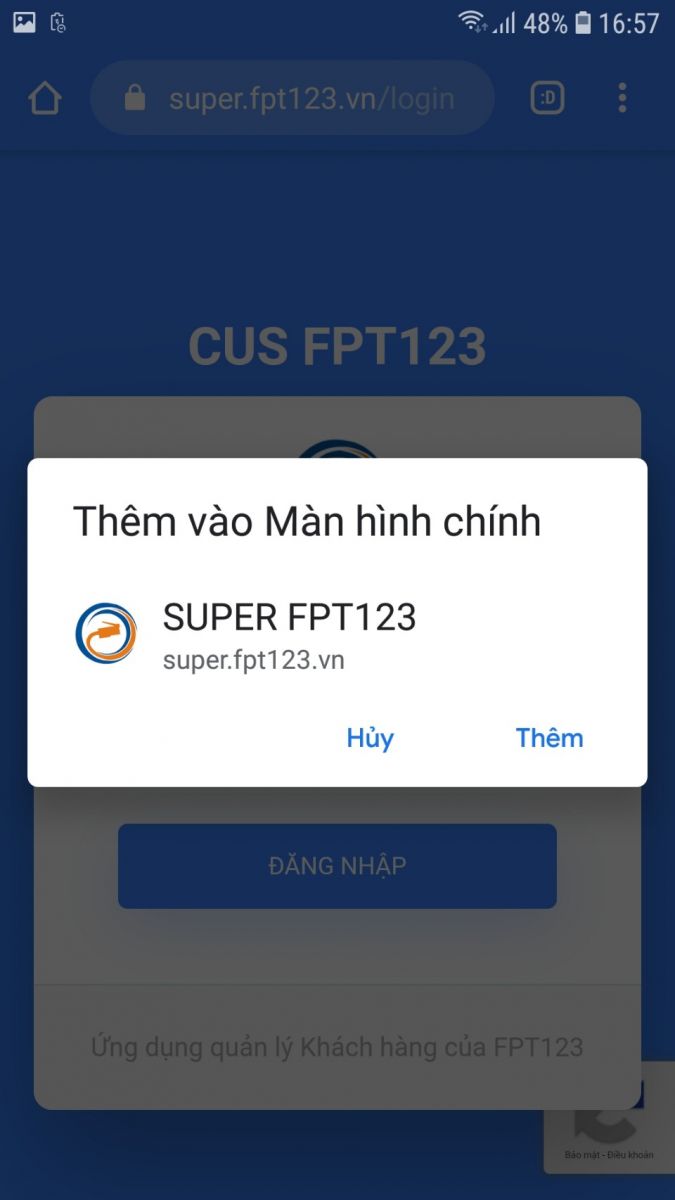 48% 16:57
super.fpt123.vn/login
:D
CUS FPT123
Thêm vào Màn hình chính
SUPER FPT123
super.fpt123.vn
Hủy Thêm
ĐĂNG NHẬP
Ứng dụng quản lý Khách hàng của FPT123
Bảo mật - Điều khoản